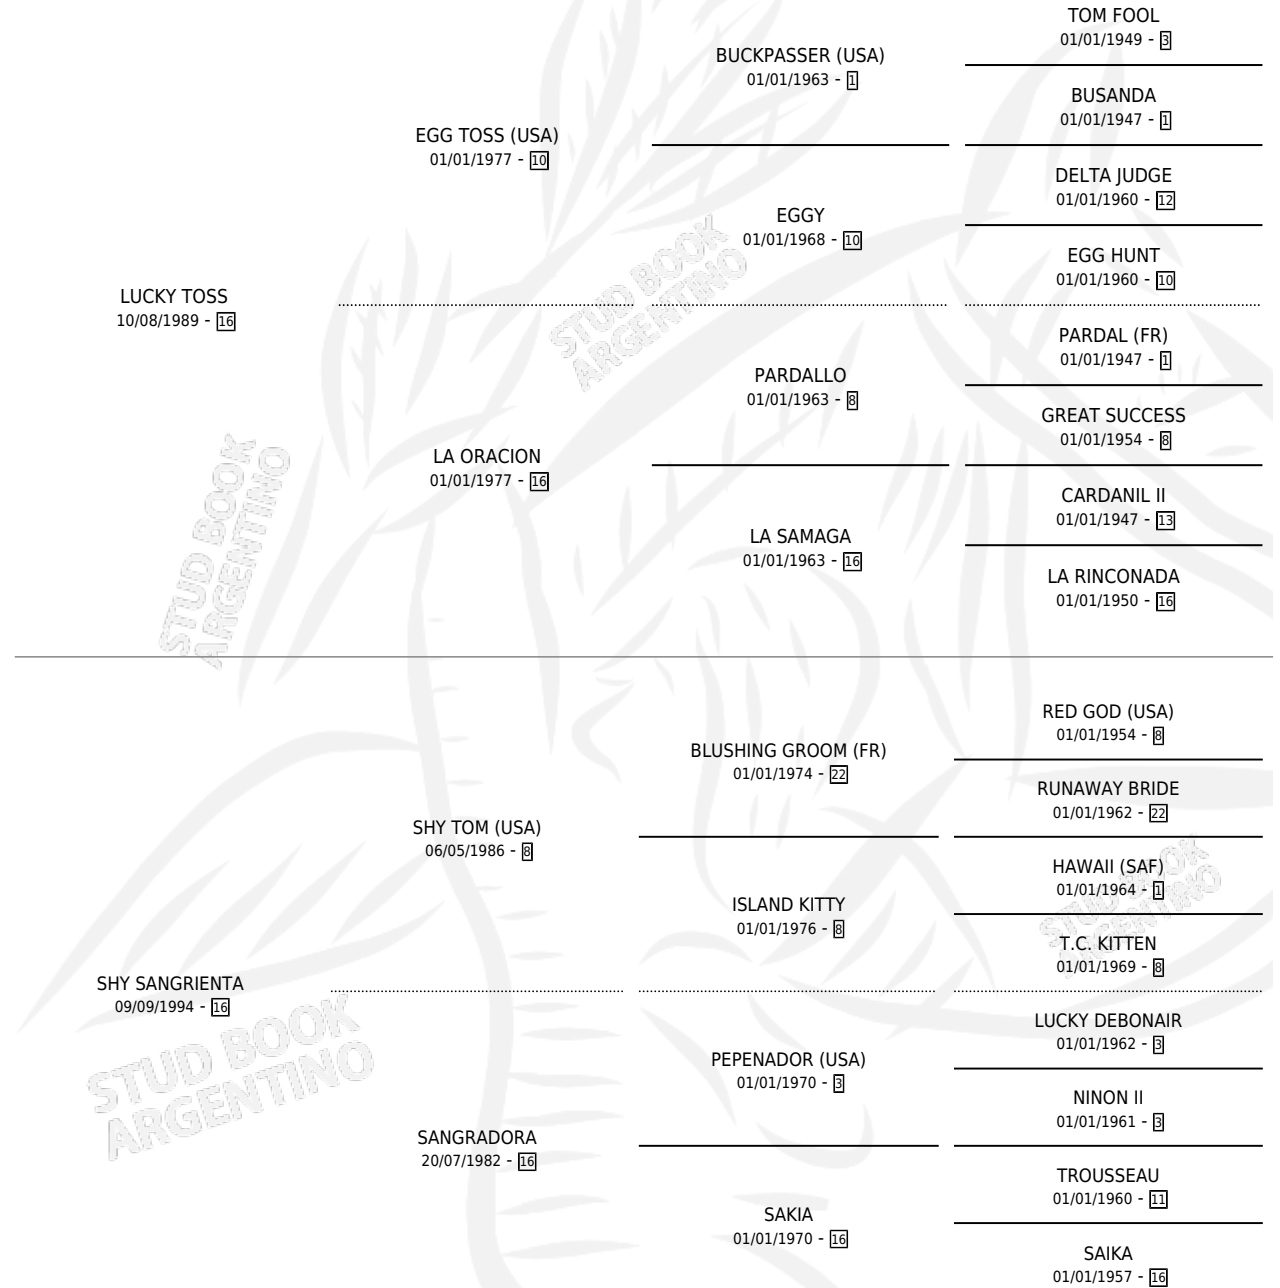 TOM FOOL
01/01/1949 - 3
BUCKPASSER (USA)
01/01/1963 - 1
BUSANDA
01/01/1947 - 1
EGG TOSS (USA)
01/01/1977 - 10
DELTA JUDGE
01/01/1960 - 12
EGGY
01/01/1968 - 10
EGG HUNT
01/01/1960 - 10
LUCKY TOSS
10/08/1989 - 16
STUD BOOK
ARGENTINO
PARDAL (FR)
01/01/1947 - 1
PARDALLO
01/01/1963 - 8
GREAT SUCCESS
01/01/1954 - 8
LA ORACION
01/01/1977 - 16
CARDANIL II
01/01/1947 - 13
LA SAMAGA
01/01/1963 - 16
LA RINCONADA
01/01/1950 - 16
STUD BOOK
ARGENTINO
RED GOD (USA)
01/01/1954 - 8
BLUSHING GROOM (FR)
01/01/1974 - 22
RUNAWAY BRIDE
01/01/1962 - 22
SHY TOM (USA)
06/05/1986 - 8
HAWAII (SAF)
01/01/1964 - 1
ISLAND KITTY
01/01/1976 - 8
STUD BOOK
ARGENTINO
T.C. KITTEN
01/01/1969 - 8
SHY SANGRIENTA
09/09/1994 - 16
STUD BOOK
ARGENTINO
LUCKY DEBONAIR
01/01/1962 - 3
PEPENADOR (USA)
01/01/1970 - 3
NINON II
01/01/1961 - 3
SANGRADORA
20/07/1982 - 16
TROUSSEAU
01/01/1960 - 11
SAKIA
01/01/1970 - 16
SAIKA
01/01/1957 - 16